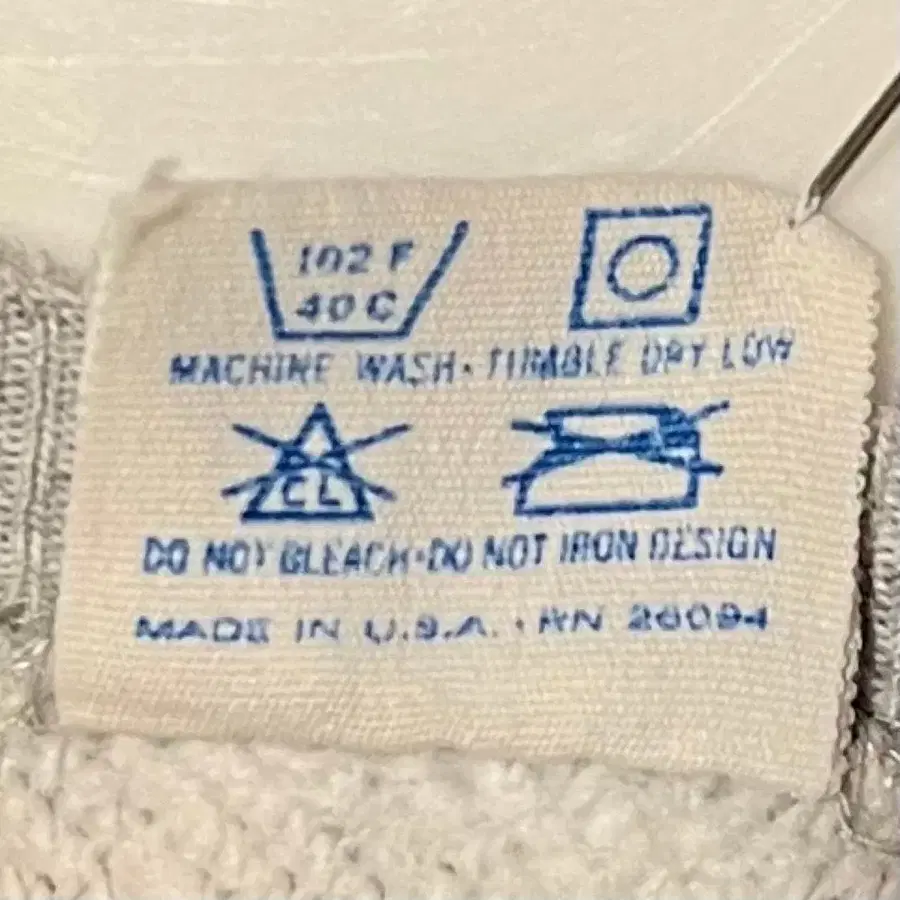 102 F
40 C
MACHINE WASH · TUMBLE DRY LOW
CL
DO NOT BLEACH · DO NOT IRON DESIGN
MADE IN U.S.A. · RN 26094